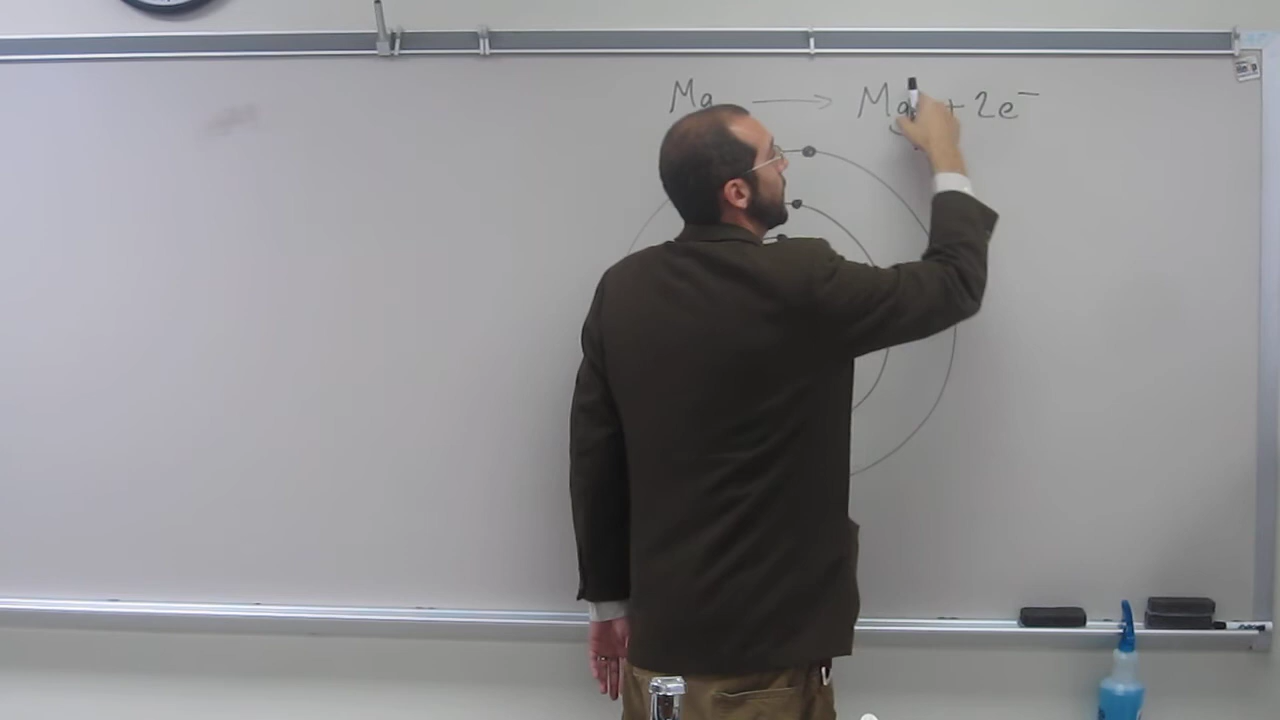 Mg → Mg + 2e⁻